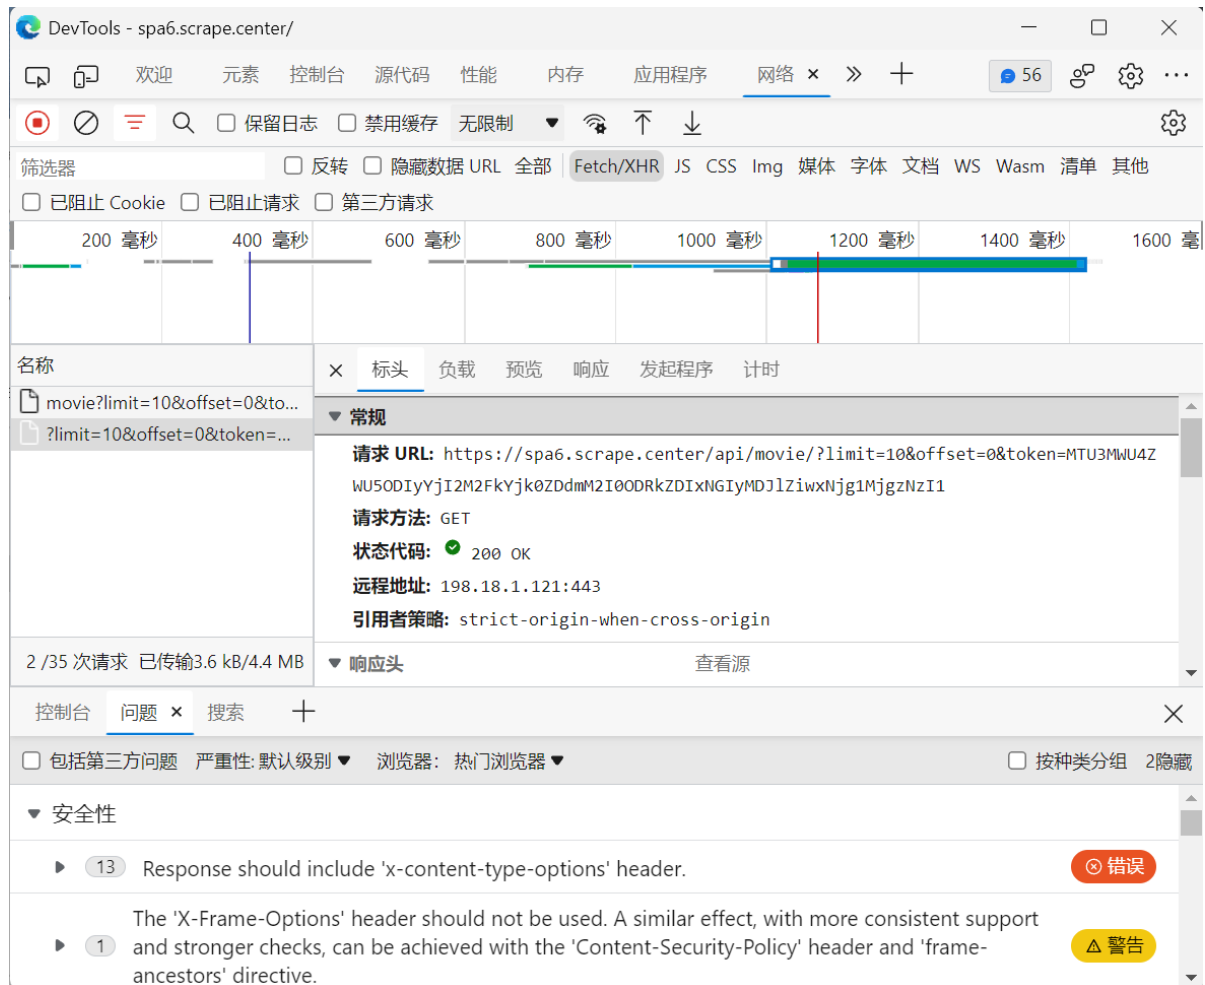 DevTools - spa6.scrape.center/
欢迎 元素 控制台 源代码 性能 内存 应用程序 网络 56
保留日志 禁用缓存 无限制
筛选器 反转 隐藏数据 URL 全部 Fetch/XHR JS CSS Img 媒体 字体 文档 WS Wasm 清单 其他
已阻止 Cookie 已阻止请求 第三方请求
200 毫秒 400 毫秒 600 毫秒 800 毫秒 1000 毫秒 1200 毫秒 1400 毫秒 1600 毫
名称
movie?limit=10&offset=0&to...
?limit=10&offset=0&token=...
2 /35 次请求 已传输3.6 kB/4.4 MB
标头 负载 预览 响应 发起程序 计时
常规
请求 URL: https://spa6.scrape.center/api/movie/?limit=10&offset=0&token=MTU3MWU4Z
WU5ODIyYjI2M2FkYjk0ZDdmM2I0ODRkZDIxNGIyMDJlZiwxNjg1MjgzNzI1
请求方法: GET
状态代码: 200 OK
远程地址: 198.18.1.121:443
引用者策略: strict-origin-when-cross-origin
响应头 查看源
控制台 问题 搜索
包括第三方问题 严重性: 默认级别 浏览器: 热门浏览器 按种类分组 2隐藏
安全性
13 Response should include 'x-content-type-options' header. 错误
The 'X-Frame-Options' header should not be used. A similar effect, with more consistent support
1 and stronger checks, can be achieved with the 'Content-Security-Policy' header and 'frame- 警告
ancestors' directive.